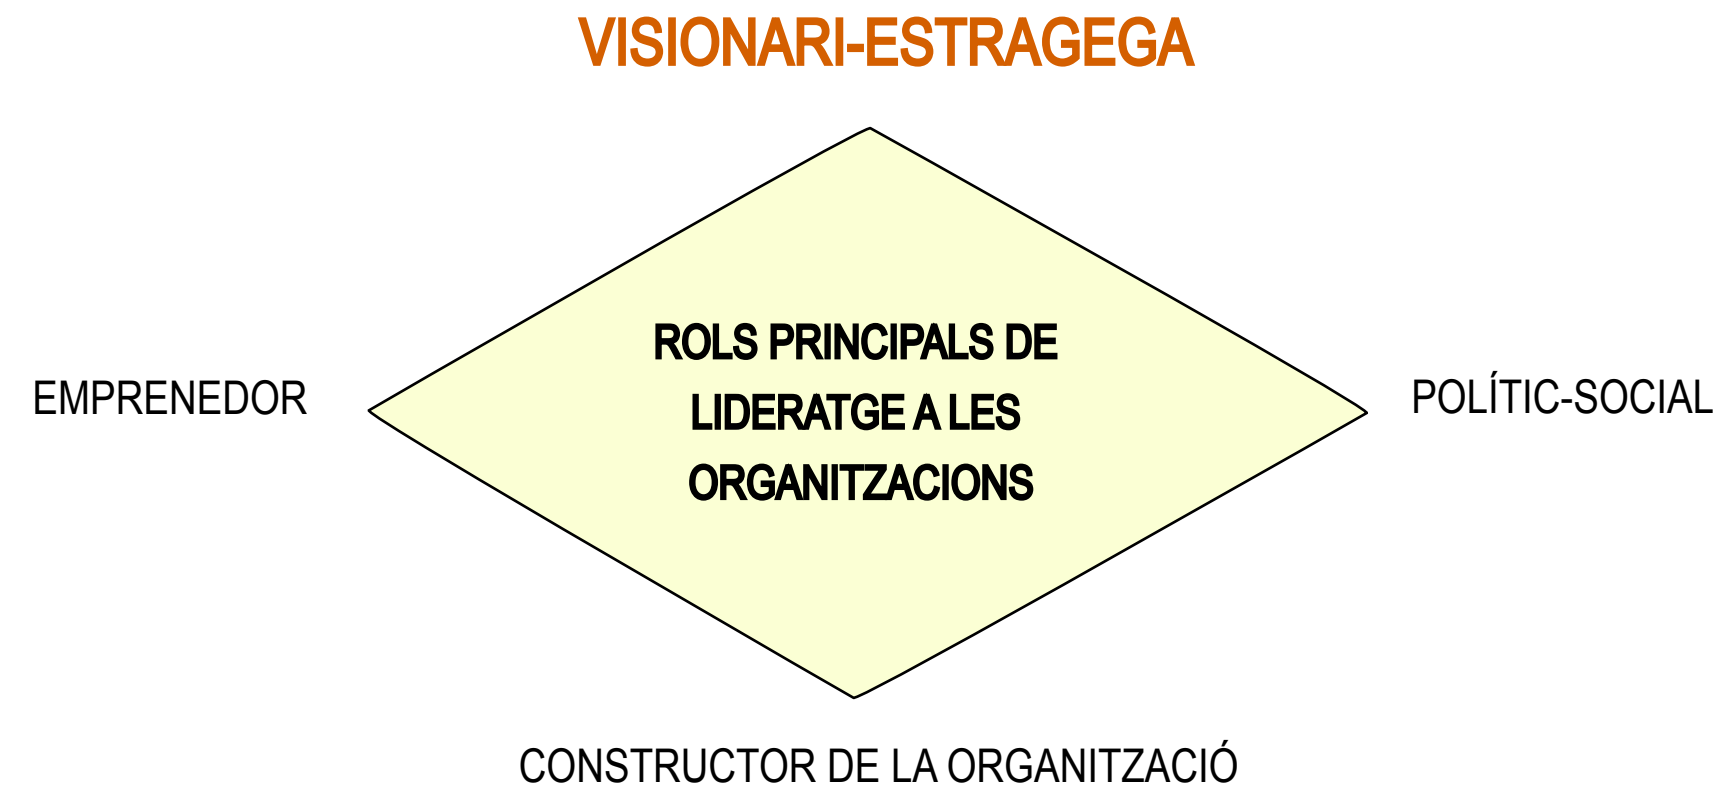 VISIONARI-ESTRAGEGA
ROLS PRINCIPALS DE
LIDERATGE A LES
ORGANITZACIONS
EMPRENEDOR
POLÍTIC-SOCIAL
CONSTRUCTOR DE LA ORGANITZACIÓ